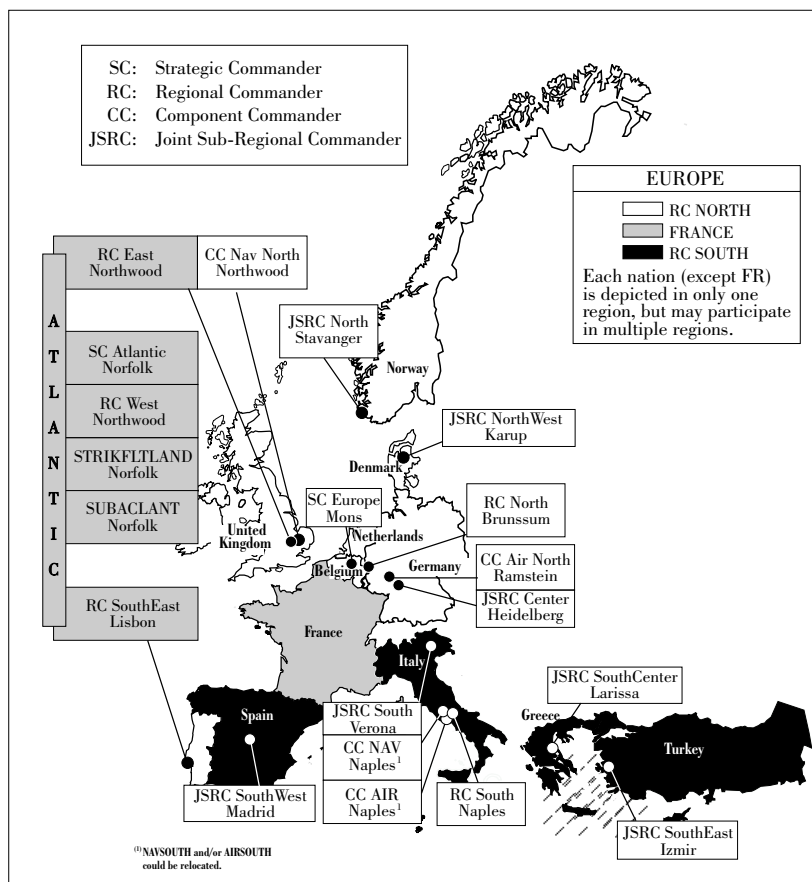 SC: Strategic Commander
RC: Regional Commander
CC: Component Commander
JSRC: Joint Sub-Regional Commander
EUROPE
RC NORTH
FRANCE
RC SOUTH
Each nation (except FR)
is depicted in only one
region, but may participate
in multiple regions.
ATLANTIC
RC East
Northwood
CC Nav North
Northwood
SC Atlantic
Norfolk
RC West
Northwood
STRIKFLTLAND
Norfolk
SUBACLANT
Norfolk
RC SouthEast
Lisbon
JSRC North
Stavanger
Norway
JSRC NorthWest
Karup
Denmark
SC Europe
Mons
RC North
Brunssum
United
Kingdom
Netherlands
Belgium
Germany
CC Air North
Ramstein
JSRC Center
Heidelberg
France
Italy
Spain
JSRC South
Verona
CC NAV
Naples¹
CC AIR
Naples¹
RC South
Naples
JSRC SouthWest
Madrid
JSRC SouthCenter
Larissa
Greece
Turkey
JSRC SouthEast
Izmir
(1) NAVSOUTH and/or AIRSOUTH
could be relocated.